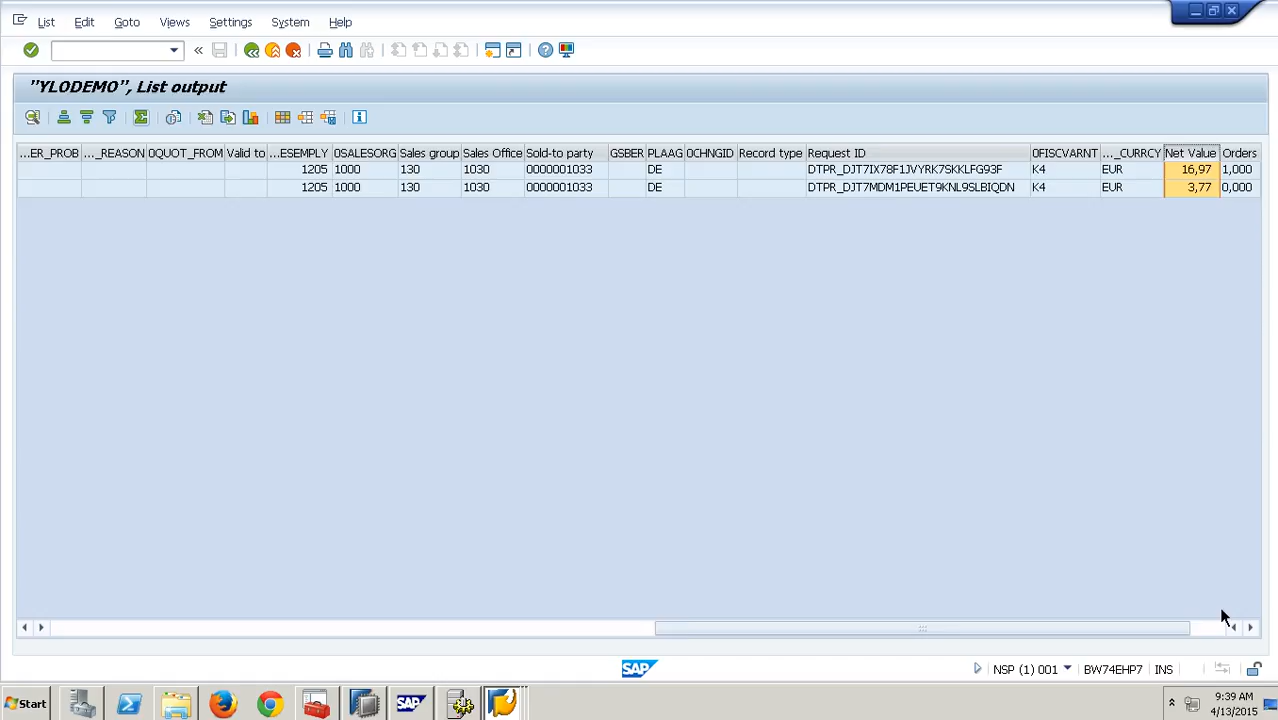 List Edit Goto Views Settings System Help
"YLODEMO", List output
...ER_PROB ..._REASON 0QUOT_FROM Valid to ...ESEMPLY 0SALESORG Sales group Sales Office Sold-to party GSBER PLAAG 0CHNGID Record type Request ID 0FISCVARNT ..._CURRCY Net Value Orders
1205 1000 130 1030 0000001033 DE DTPR_DJT7IX78F1JVYRK7SKKLFG93F K4 EUR 16,97 1,000
1205 1000 130 1030 0000001033 DE DTPR_DJT7MDM1PEUET9KNL9SLBIQDN K4 EUR 3,77 0,000
SAP
NSP (1) 001 BW74EHP7 INS
Start
SAP
9:39 AM
4/13/2015